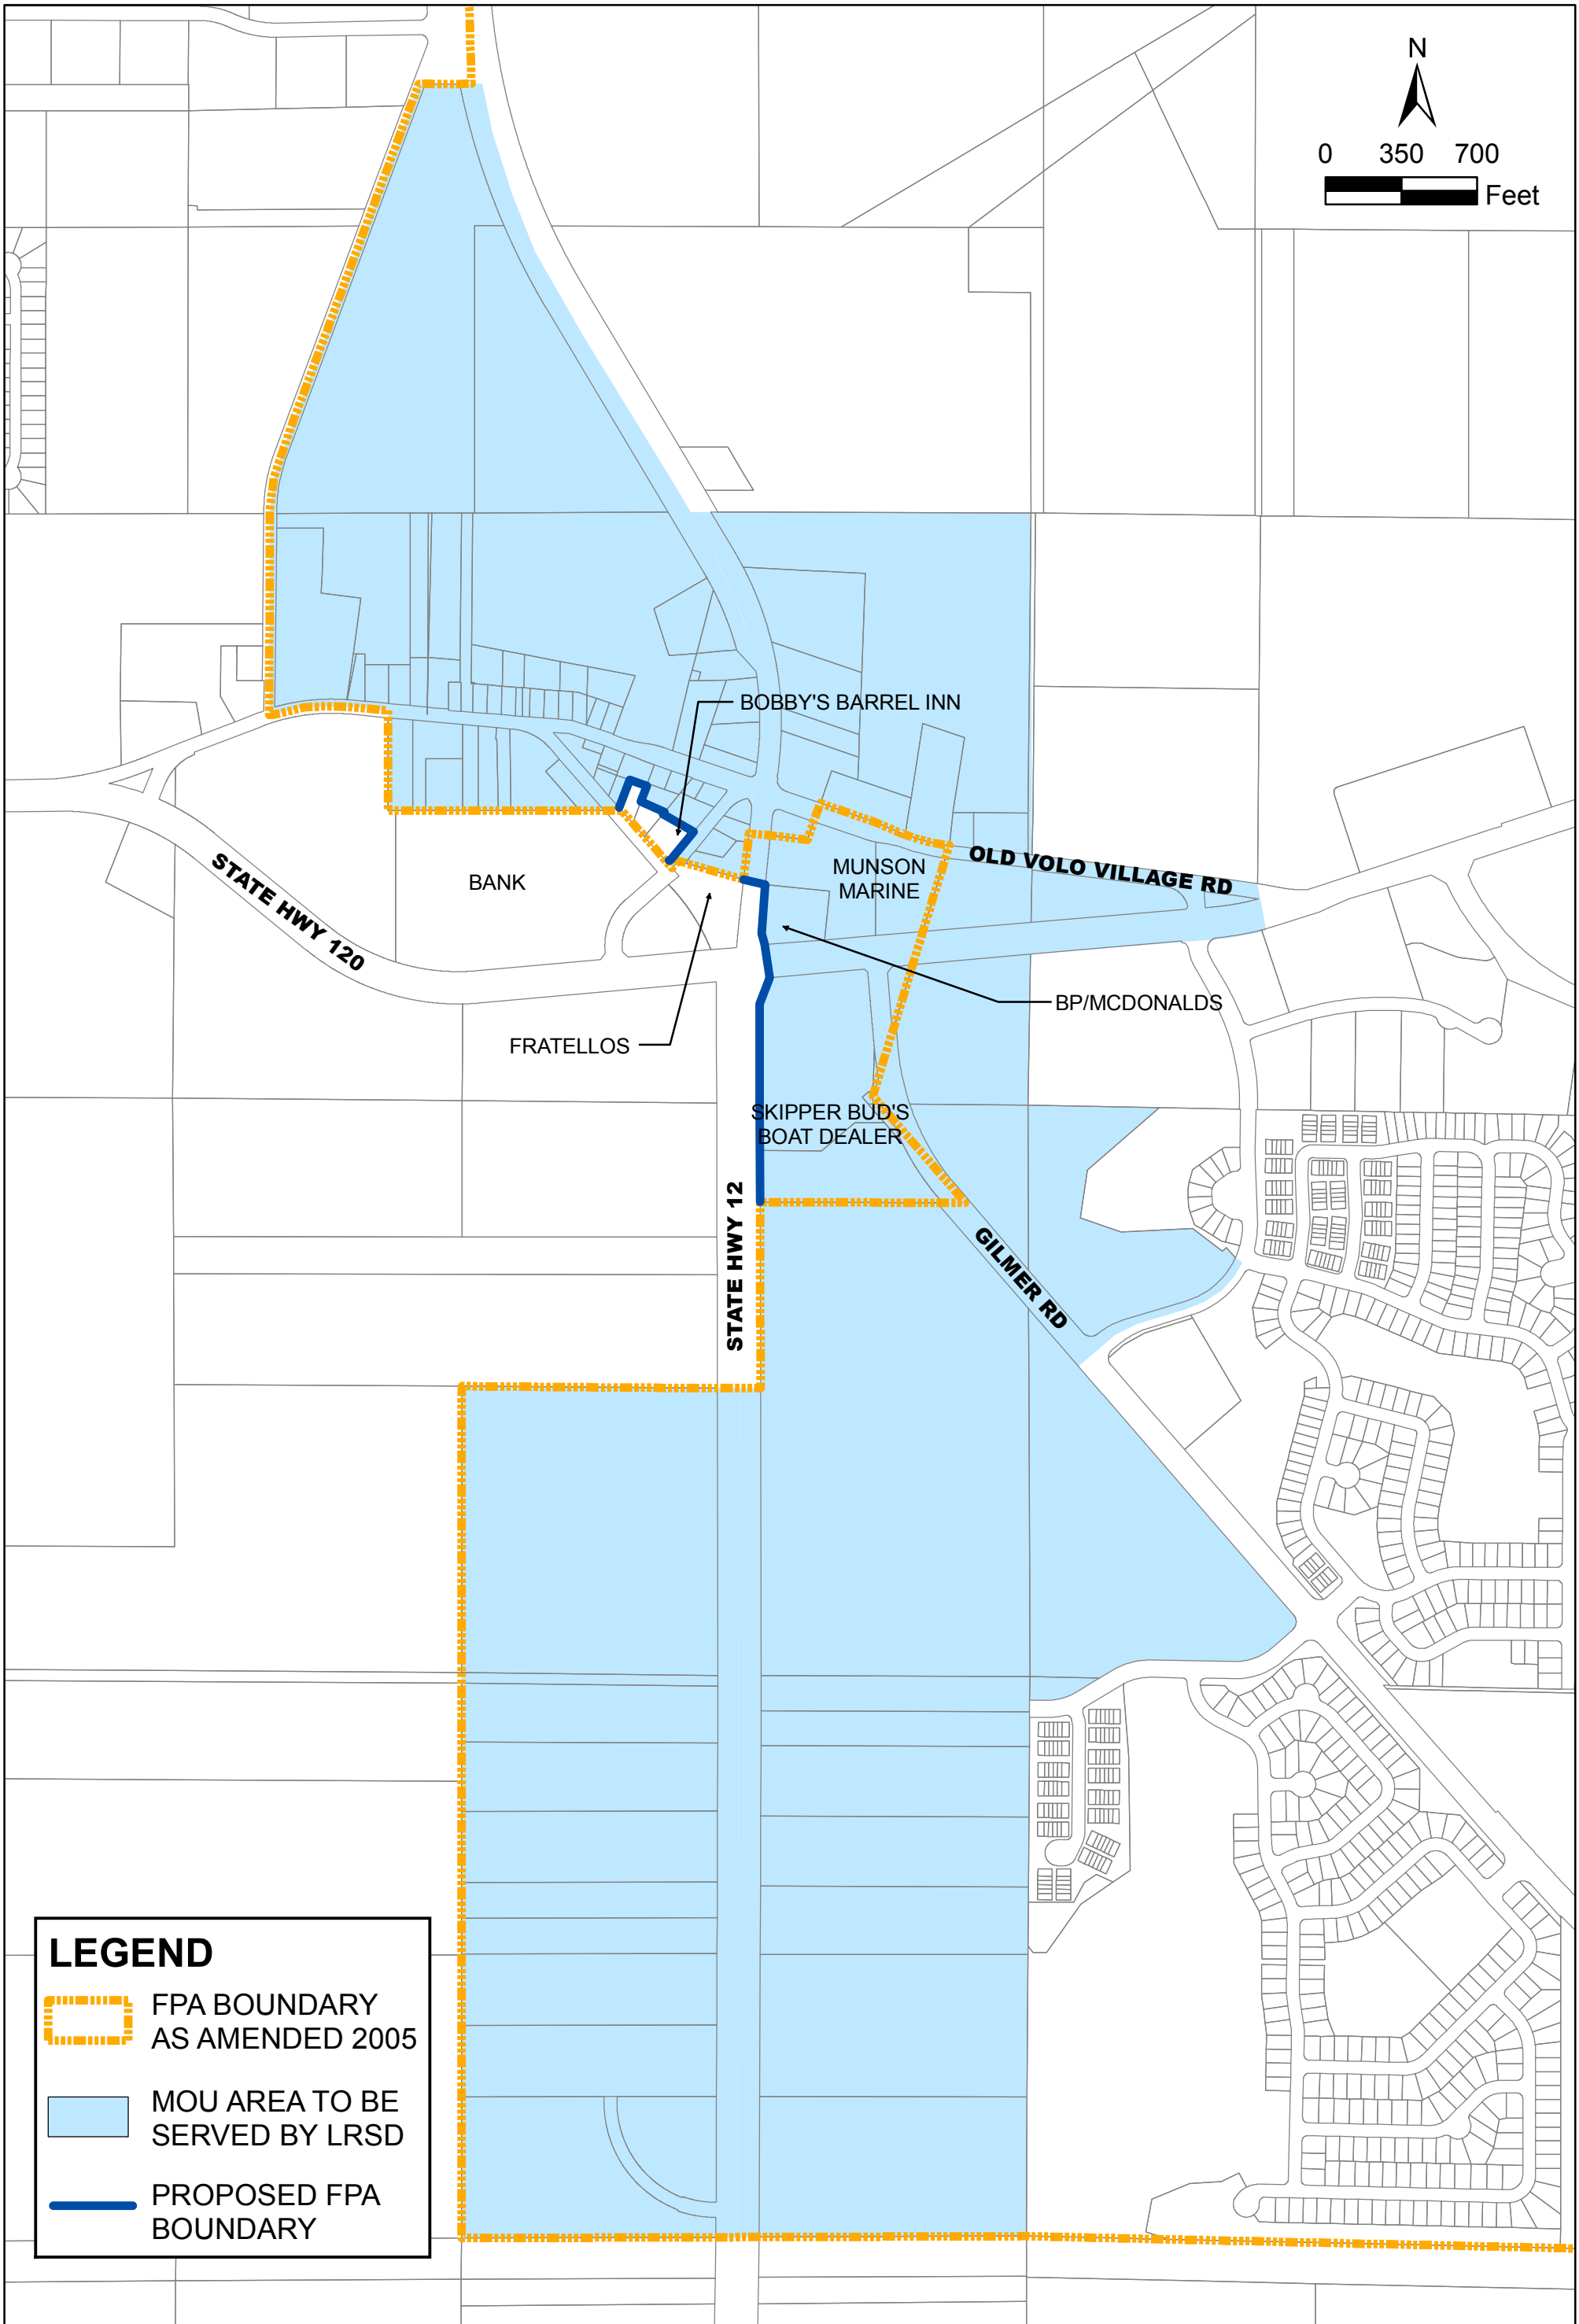 N
0 350 700
Feet
BOBBY'S BARREL INN
OLD VOLO VILLAGE RD
MUNSON
MARINE
BANK
STATE HWY 120
BP/MCDONALDS
FRATELLOS
SKIPPER BUD'S
BOAT DEALER
STATE HWY 12
GILMER RD
LEGEND
FPA BOUNDARY
AS AMENDED 2005
MOU AREA TO BE
SERVED BY LRSD
PROPOSED FPA
BOUNDARY